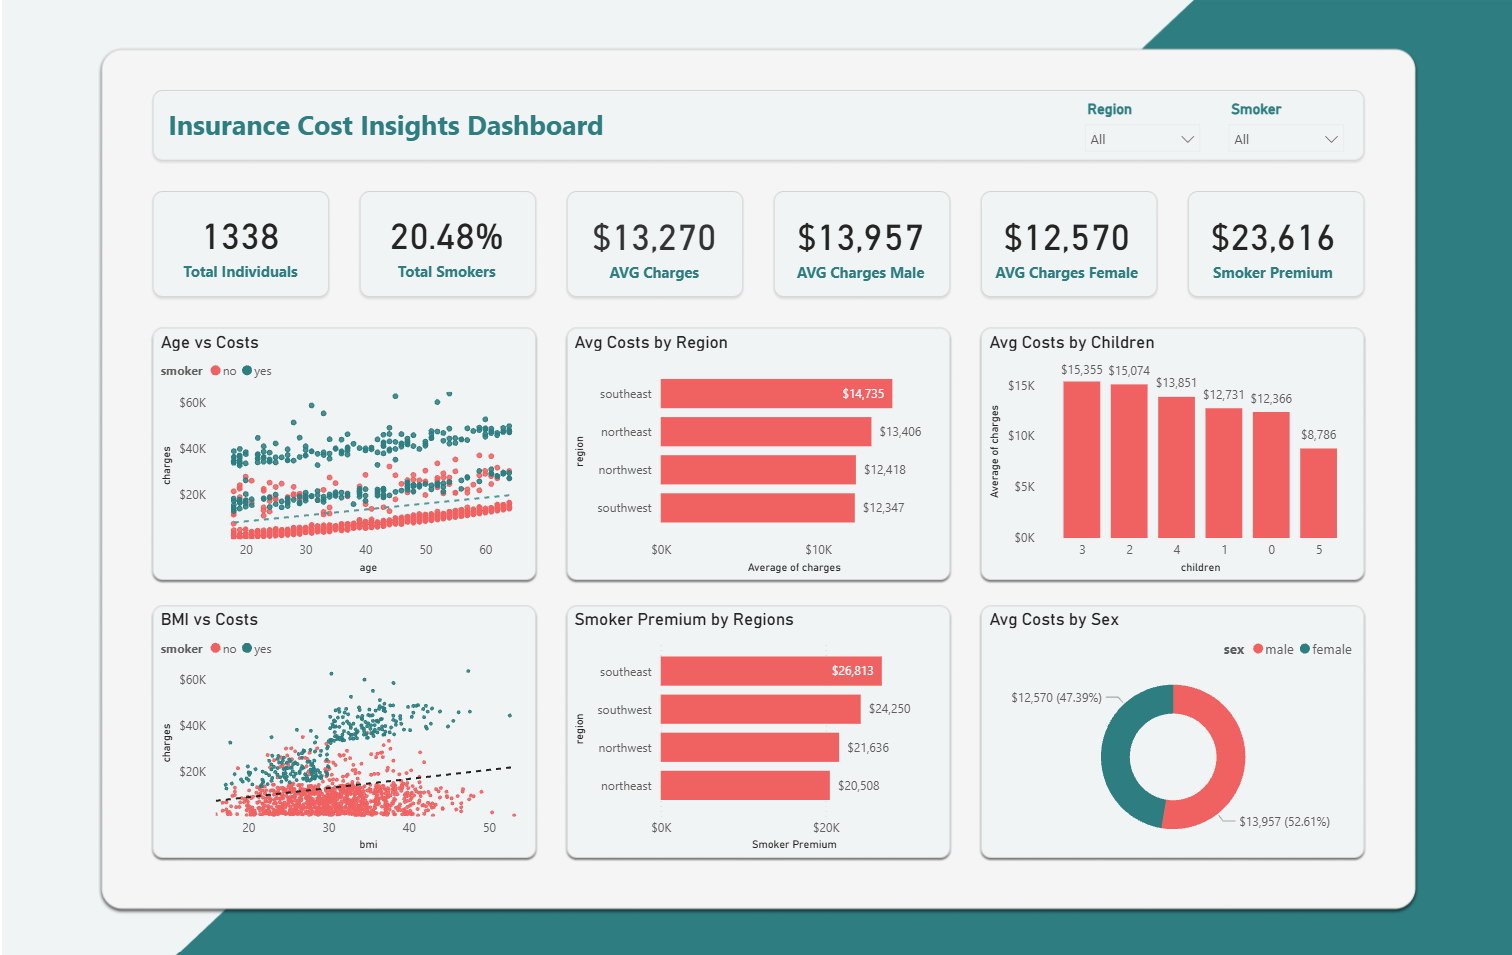 Insurance Cost Insights Dashboard
Region
Smoker
All
All
1338
Total Individuals
20.48%
Total Smokers
$13,270
AVG Charges
$13,957
AVG Charges Male
$12,570
AVG Charges Female
$23,616
Smoker Premium
Age vs Costs
smoker no yes
$60K
$40K
$20K
charges
20 30 40 50 60
age
Avg Costs by Region
region
southeast $14,735
northeast $13,406
northwest $12,418
southwest $12,347
$0K $10K
Average of charges
Avg Costs by Children
Average of charges
$15K
$10K
$5K
$0K
$15,355 $15,074 $13,851 $12,731 $12,366 $8,786
3 2 4 1 0 5
children
BMI vs Costs
smoker no yes
$60K
$40K
$20K
charges
20 30 40 50
bmi
Smoker Premium by Regions
region
southeast $26,813
southwest $24,250
northwest $21,636
northeast $20,508
$0K $20K
Smoker Premium
Avg Costs by Sex
sex male female
$12,570 (47.39%)
$13,957 (52.61%)